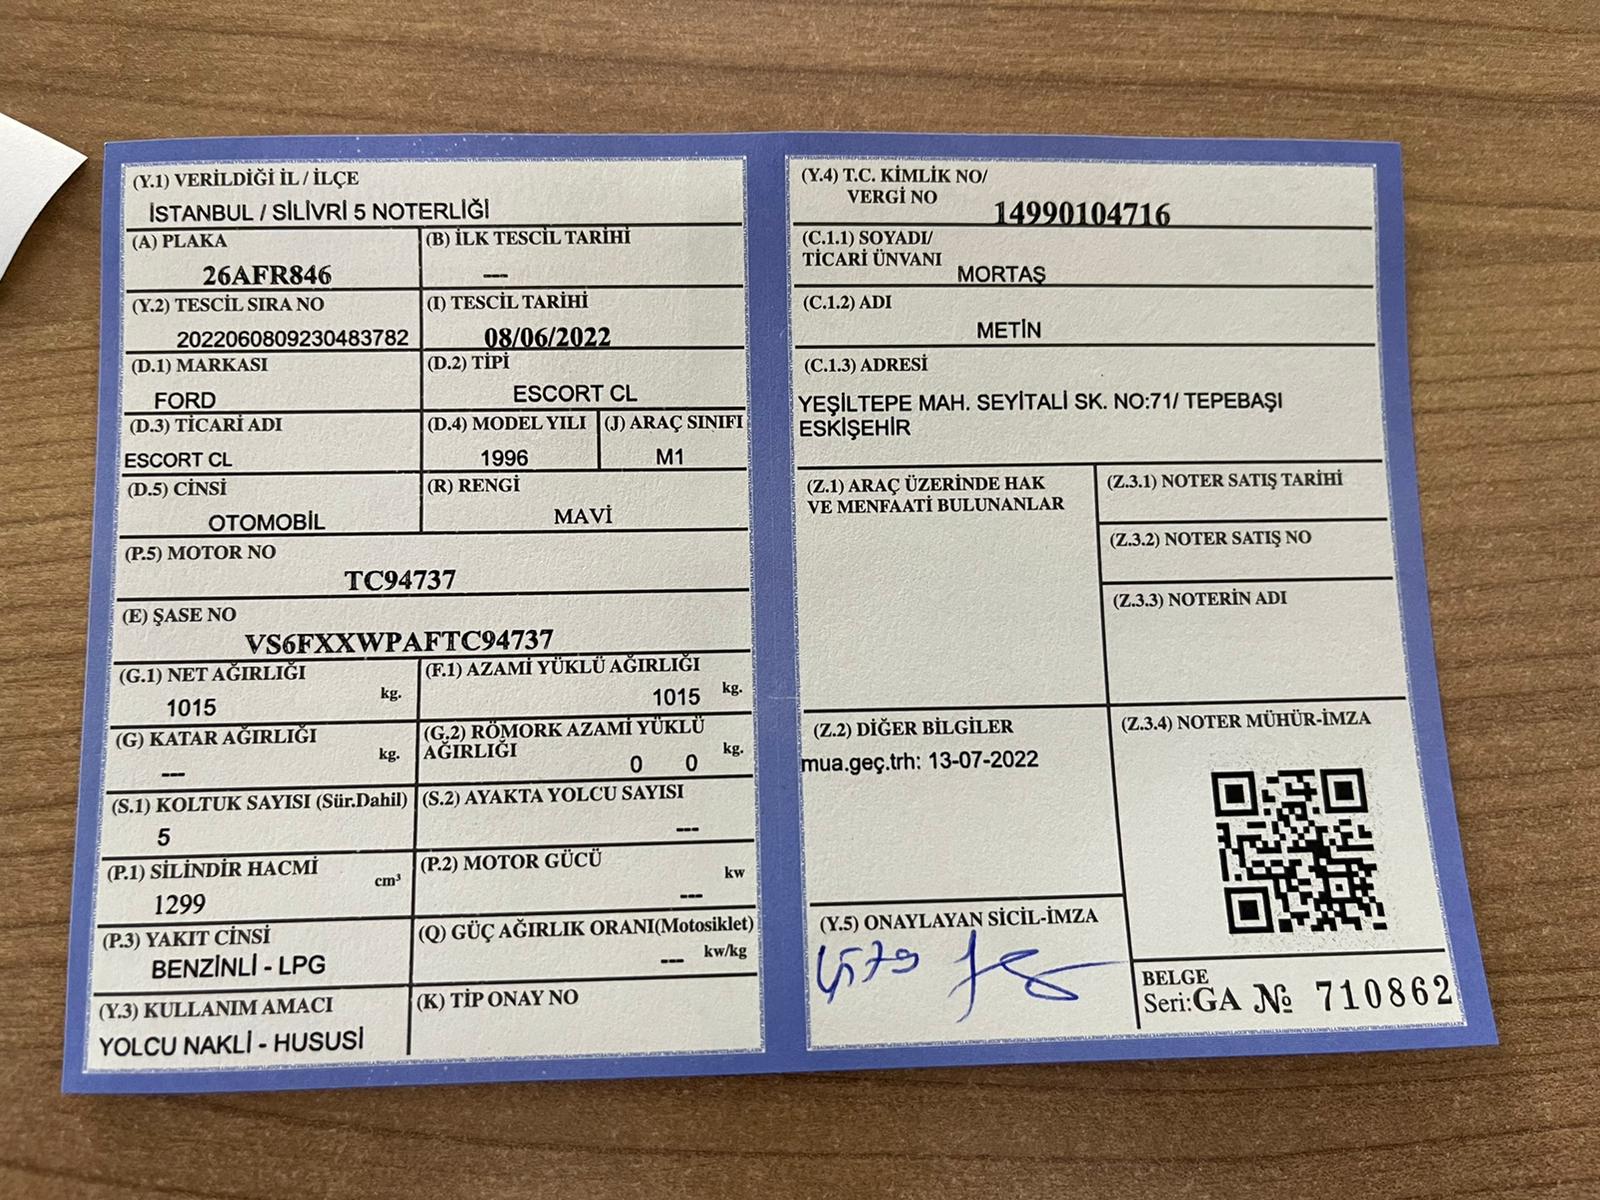 (Y.1) VERİLDİĞİ İL / İLÇE
İSTANBUL / SİLİVRİ 5 NOTERLİĞİ
(A) PLAKA
26AFR846
(B) İLK TESCİL TARİHİ
---
(Y.2) TESCİL SIRA NO
2022060809230483782
(I) TESCİL TARİHİ
08/06/2022
(D.1) MARKASI
FORD
(D.2) TİPİ
ESCORT CL
(D.3) TİCARİ ADI
ESCORT CL
(D.4) MODEL YILI
1996
(J) ARAÇ SINIFI
M1
(D.5) CİNSİ
OTOMOBİL
(R) RENGİ
MAVİ
(P.5) MOTOR NO
TC94737
(E) ŞASE NO
VS6FXXWPAFTC94737
(G.1) NET AĞIRLIĞI
1015 kg.
(F.1) AZAMİ YÜKLÜ AĞIRLIĞI
1015 kg.
(G) KATAR AĞIRLIĞI
--- kg.
(G.2) RÖMORK AZAMİ YÜKLÜ
AĞIRLIĞI
0 0 kg.
(S.1) KOLTUK SAYISI (Sür.Dahil)
5
(S.2) AYAKTA YOLCU SAYISI
---
(P.1) SİLİNDİR HACMİ
1299 cm³
(P.2) MOTOR GÜCÜ
--- kw
(P.3) YAKIT CİNSİ
BENZİNLİ - LPG
(Q) GÜÇ AĞIRLIK ORANI(Motosiklet)
--- kw/kg
(Y.3) KULLANIM AMACI
YOLCU NAKLİ - HUSUSİ
(K) TİP ONAY NO
(Y.4) T.C. KİMLİK NO/
VERGİ NO
14990104716
(C.1.1) SOYADI/
TİCARİ ÜNVANI
MORTAŞ
(C.1.2) ADI
METİN
(C.1.3) ADRESİ
YEŞİLTEPE MAH. SEYİTALİ SK. NO:71/ TEPEBAŞI
ESKİŞEHİR
(Z.1) ARAÇ ÜZERİNDE HAK
VE MENFAATİ BULUNANLAR
(Z.3.1) NOTER SATIŞ TARİHİ
(Z.3.2) NOTER SATIŞ NO
(Z.3.3) NOTERİN ADI
(Z.2) DİĞER BİLGİLER
mua.geç.trh: 13-07-2022
(Z.3.4) NOTER MÜHÜR-İMZA
(Y.5) ONAYLAYAN SİCİL-İMZA
BELGE
Seri:GA № 710862